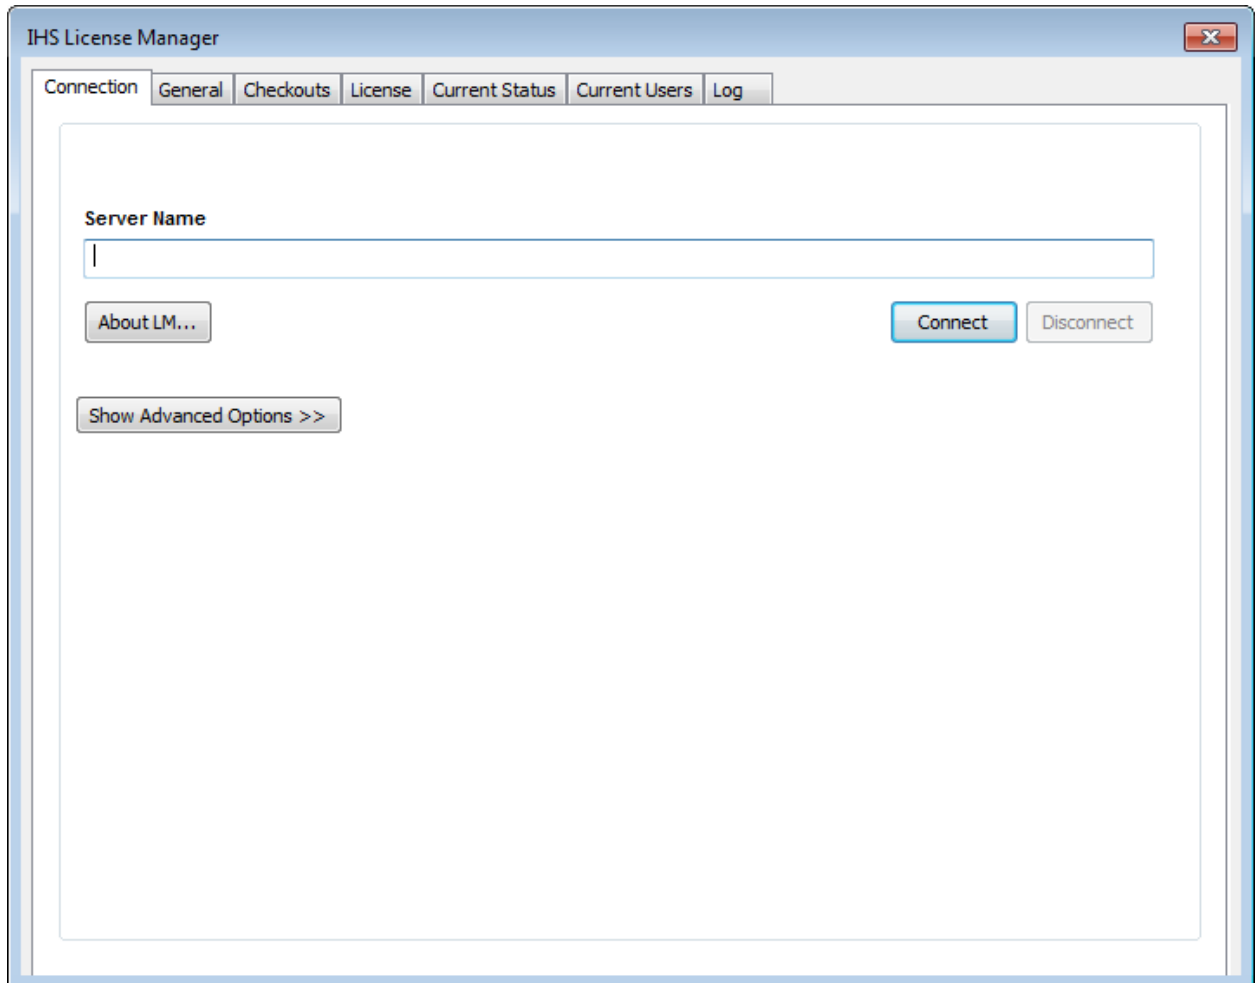 IHS License Manager
Connection General Checkouts License Current Status Current Users Log
Server Name
About LM... Connect Disconnect
Show Advanced Options >>